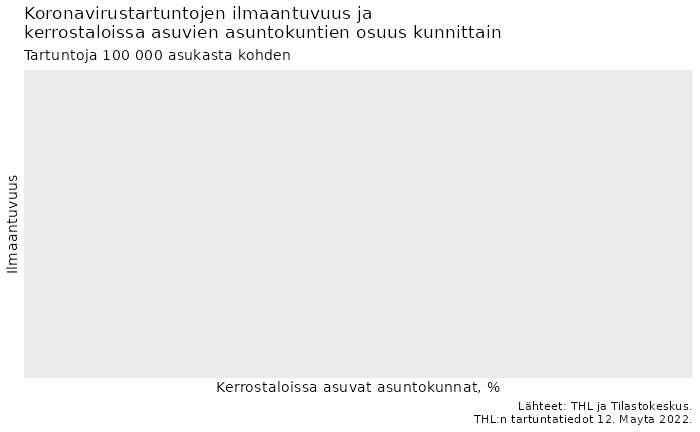 Koronavirustartuntojen ilmaantuvuus ja
kerrostaloissa asuvien asuntokuntien osuus kunnittain
Tartuntoja 100 000 asukasta kohden
Ilmaantuvuus
Kerrostaloissa asuvat asuntokunnat, %
Lähteet: THL ja Tilastokeskus.
THL:n tartuntatiedot 12. Mayta 2022.